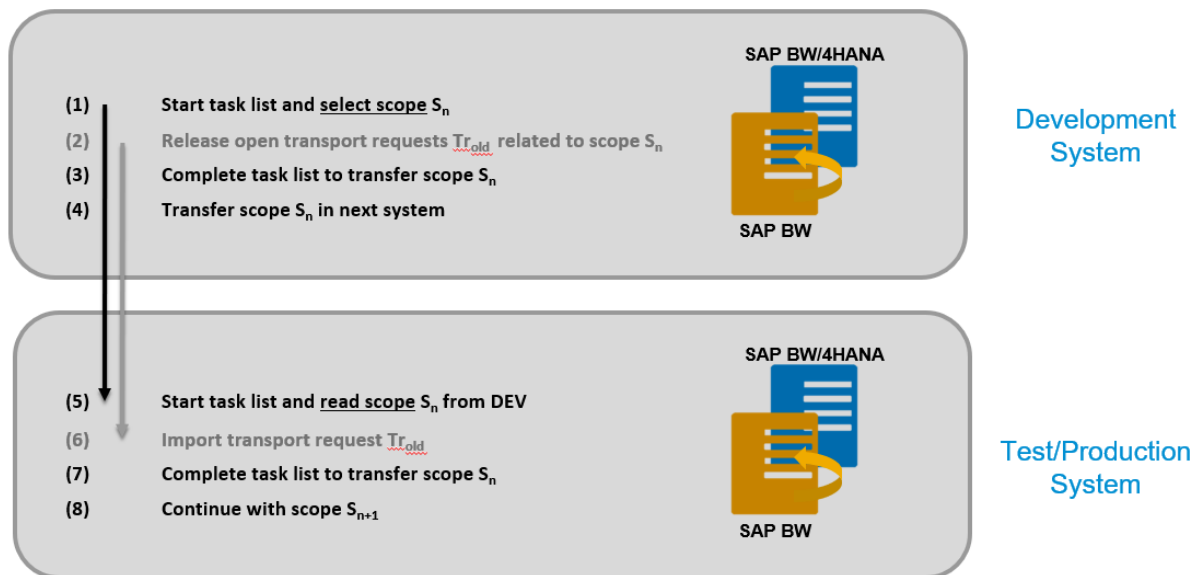 SAP BW/4HANA
(1) Start task list and select scope Sn
(2) Release open transport requests Trold related to scope Sn
(3) Complete task list to transfer scope Sn
(4) Transfer scope Sn in next system
SAP BW
Development
System
SAP BW/4HANA
(5) Start task list and read scope Sn from DEV
(6) Import transport request Trold
(7) Complete task list to transfer scope Sn
(8) Continue with scope Sn+1
SAP BW
Test/Production
System